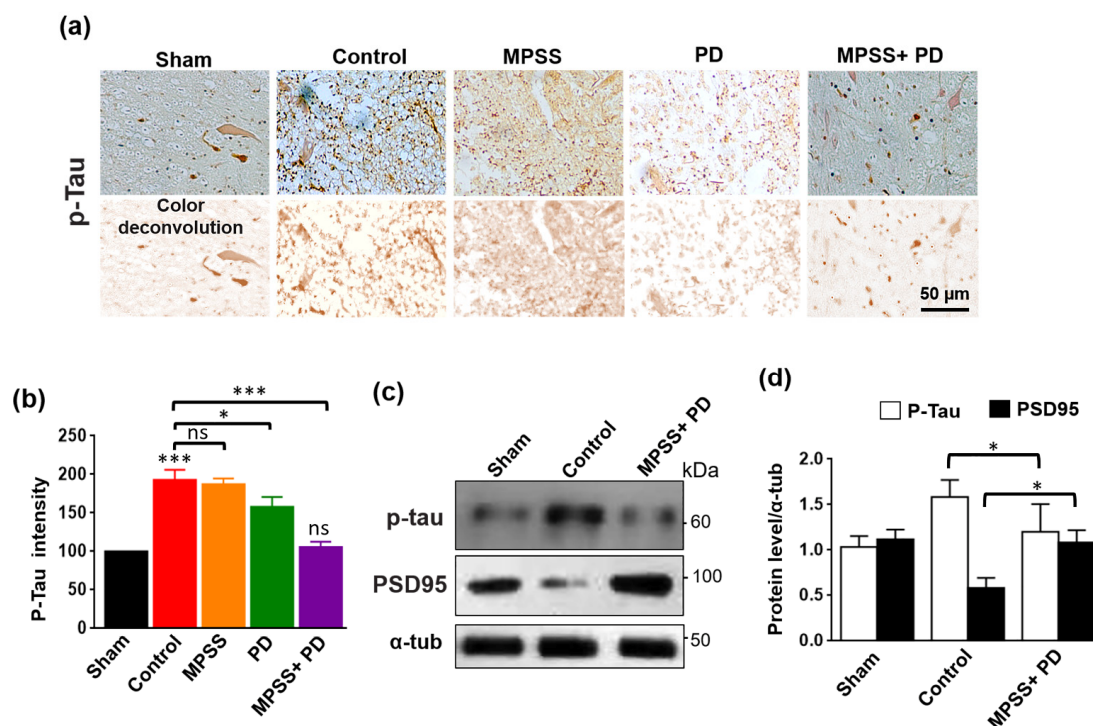 (a)
Sham Control MPSS PD MPSS+ PD
p-Tau
Color
deconvolution
50 µm
(b)
***
*
ns
***
ns
P-Tau intensity
250
200
150
100
50
0
Sham Control MPSS PD MPSS+ PD
(c)
Sham Control MPSS+ PD
kDa
p-tau
60
PSD95
100
α-tub
50
(d)
P-Tau PSD95
*
*
Protein level/α-tub
2.0
1.5
1.0
0.5
0.0
Sham Control MPSS+ PD